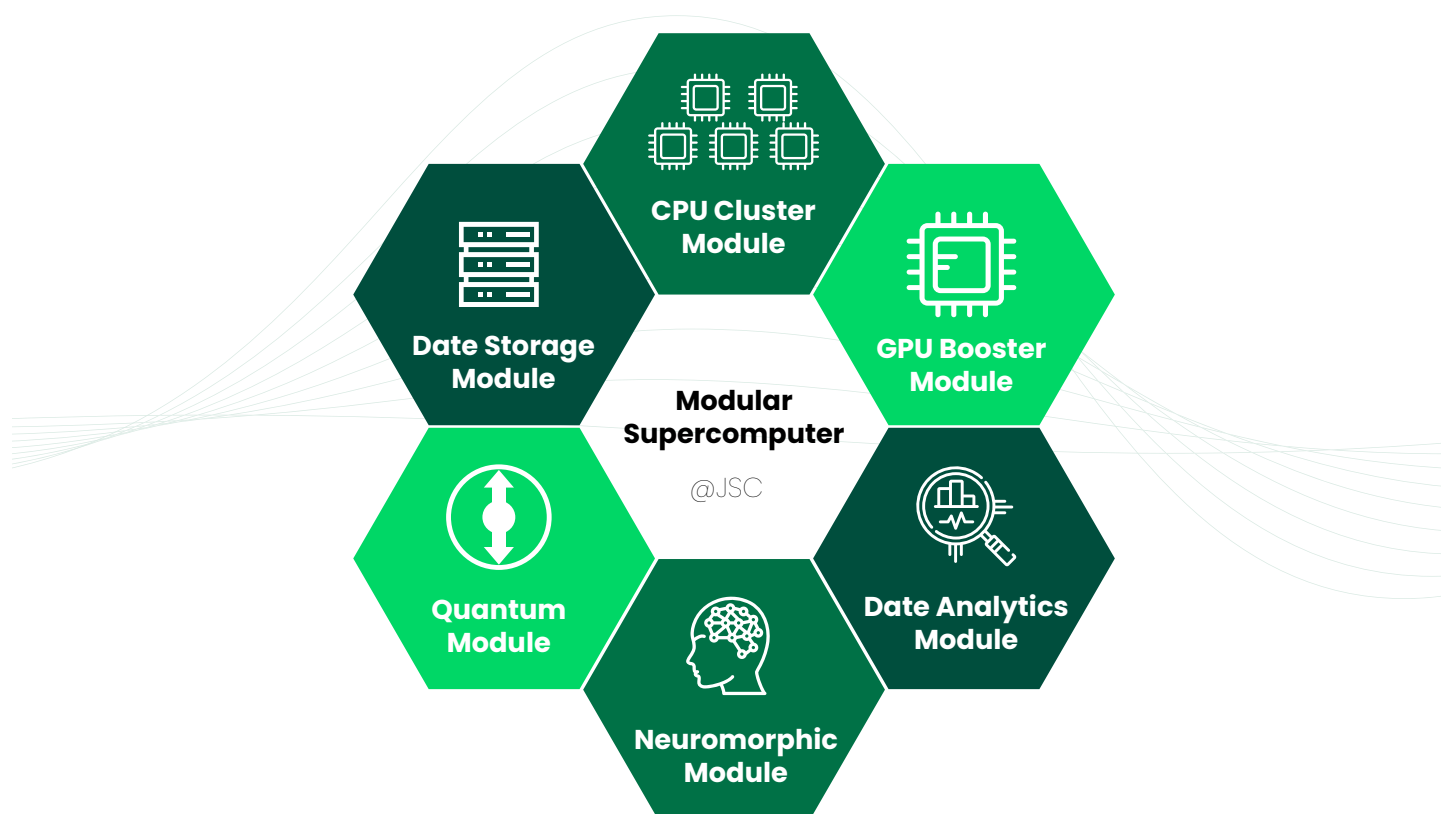 CPU Cluster
Module
GPU Booster
Module
Date Storage
Module
Modular
Supercomputer
@JSC
Quantum
Module
Date Analytics
Module
Neuromorphic
Module